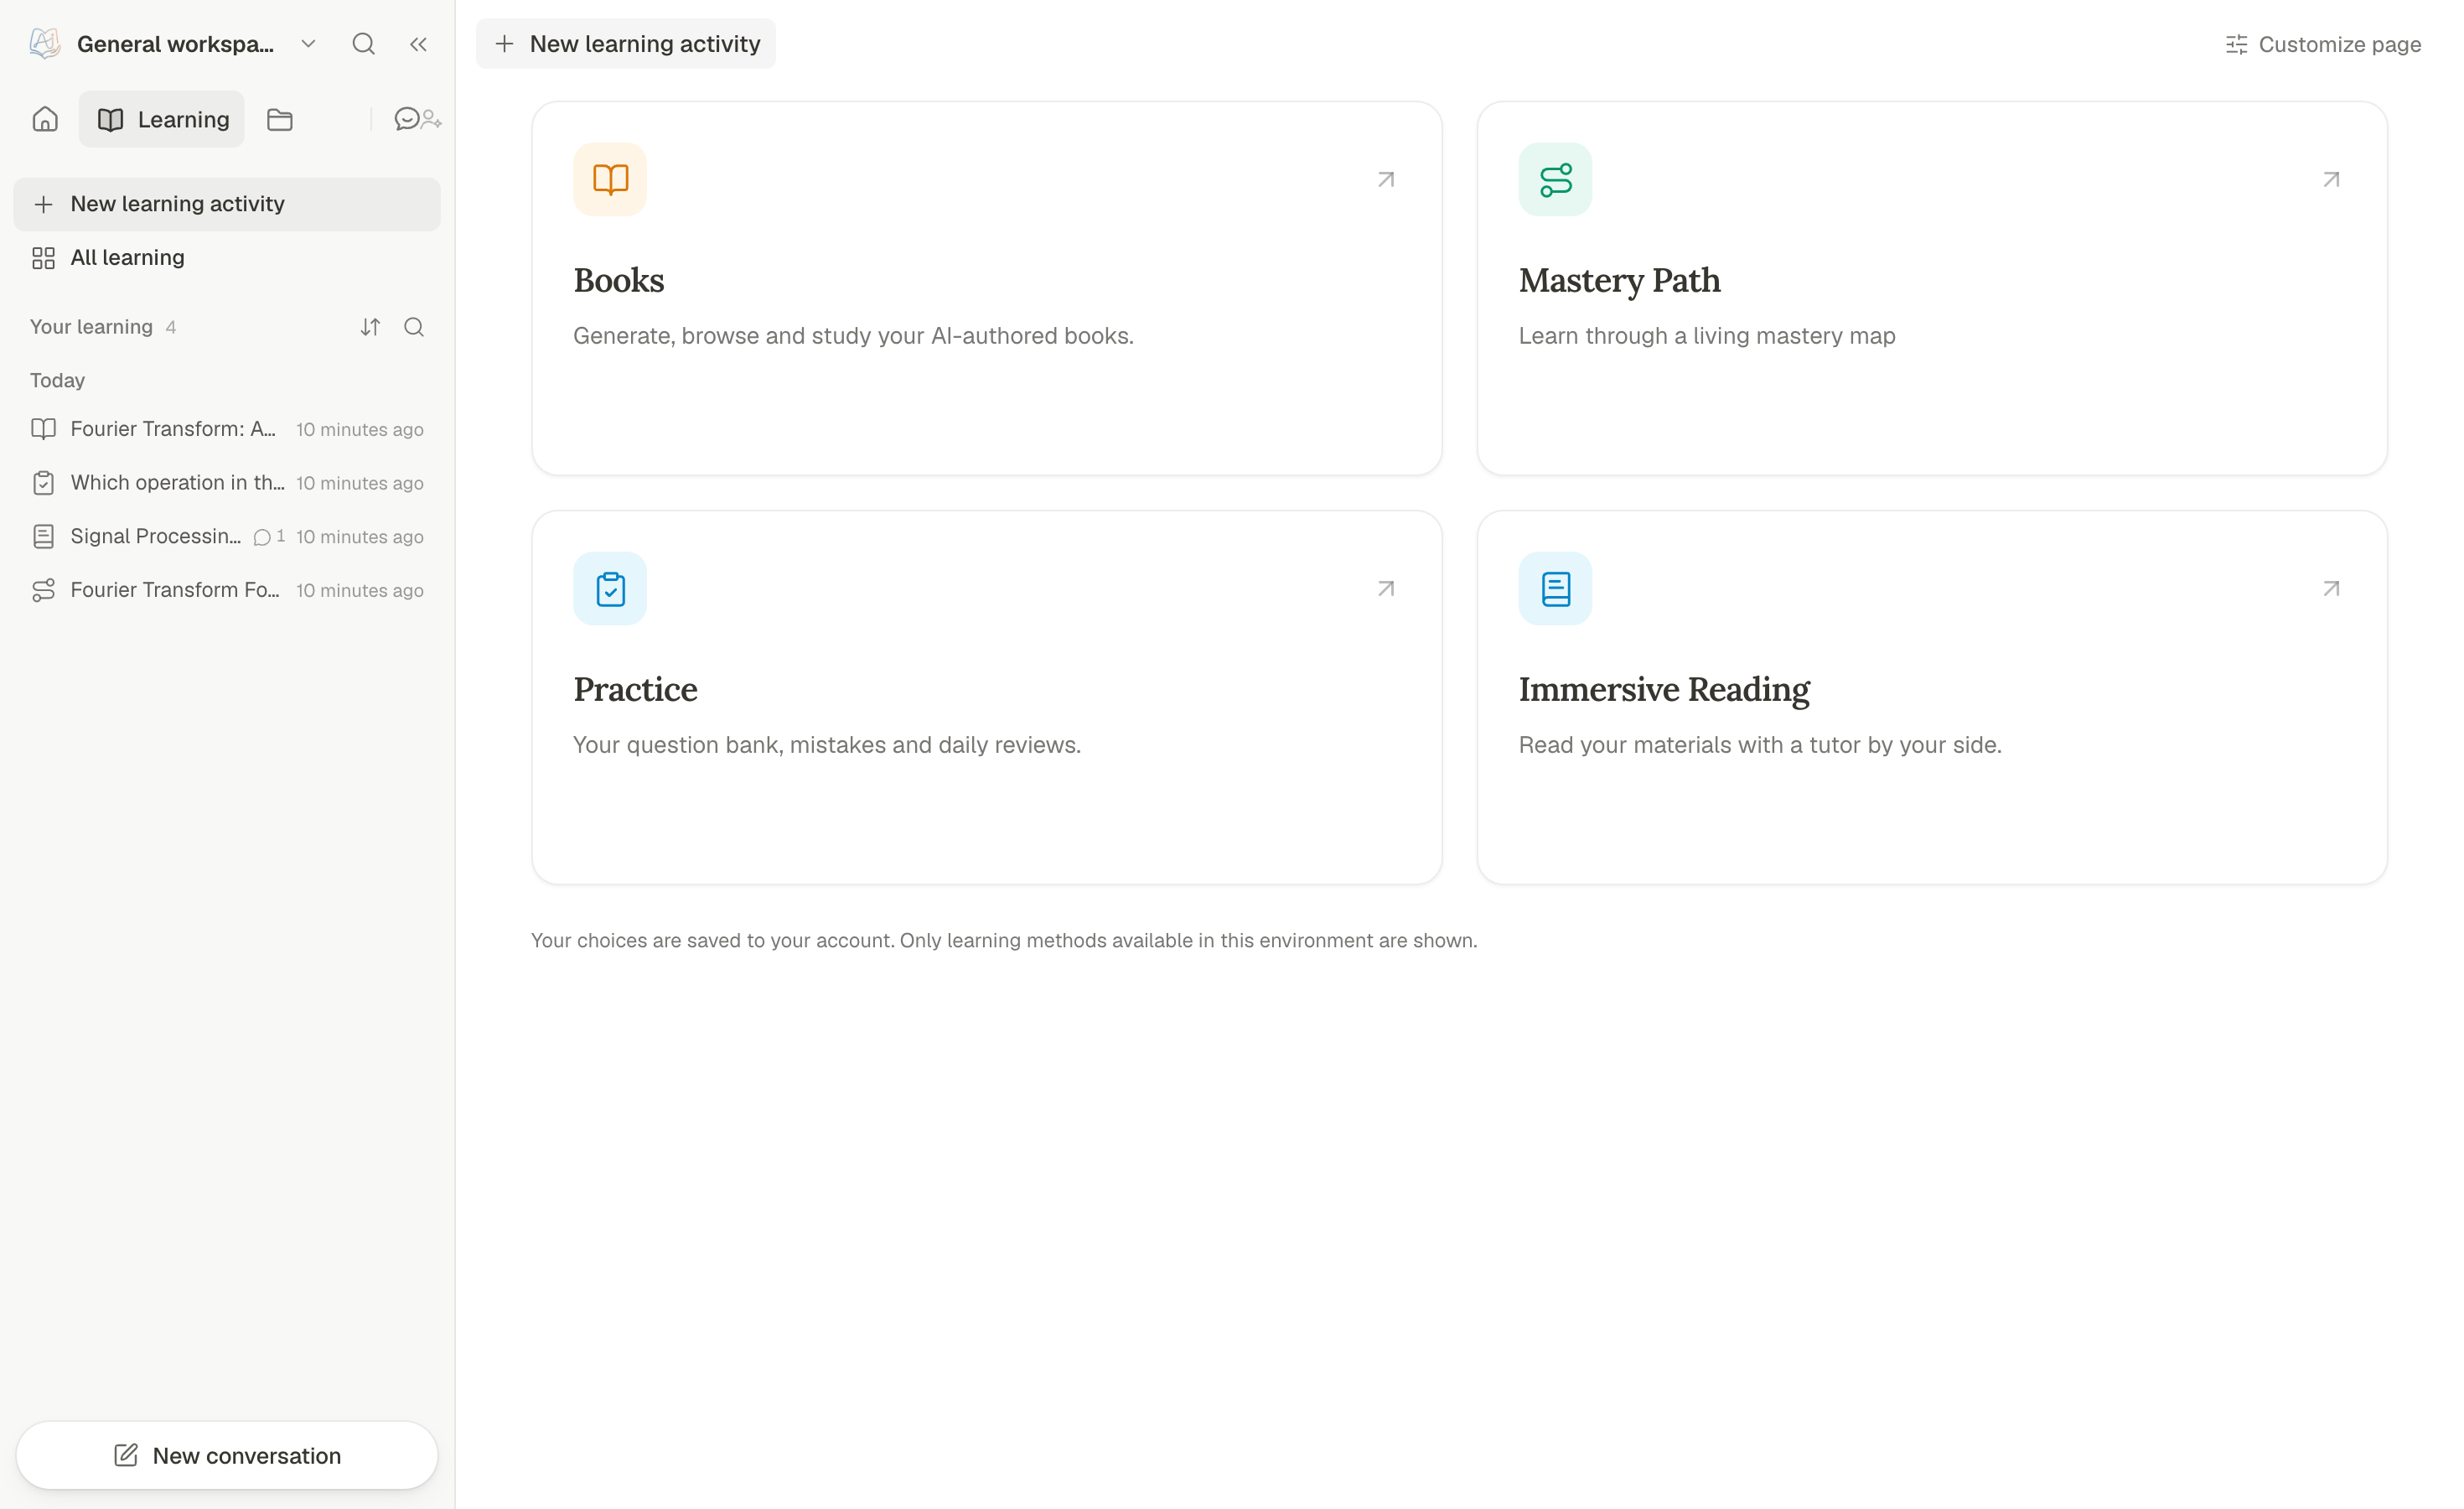 General workspa...
Learning
New learning activity
All learning
Your learning 4
Today
Fourier Transform: A... 10 minutes ago
Which operation in th... 10 minutes ago
Signal Processin... 1 10 minutes ago
Fourier Transform Fo... 10 minutes ago
New conversation
New learning activity
Customize page
Books
Generate, browse and study your AI-authored books.
Mastery Path
Learn through a living mastery map
Practice
Your question bank, mistakes and daily reviews.
Immersive Reading
Read your materials with a tutor by your side.
Your choices are saved to your account. Only learning methods available in this environment are shown.